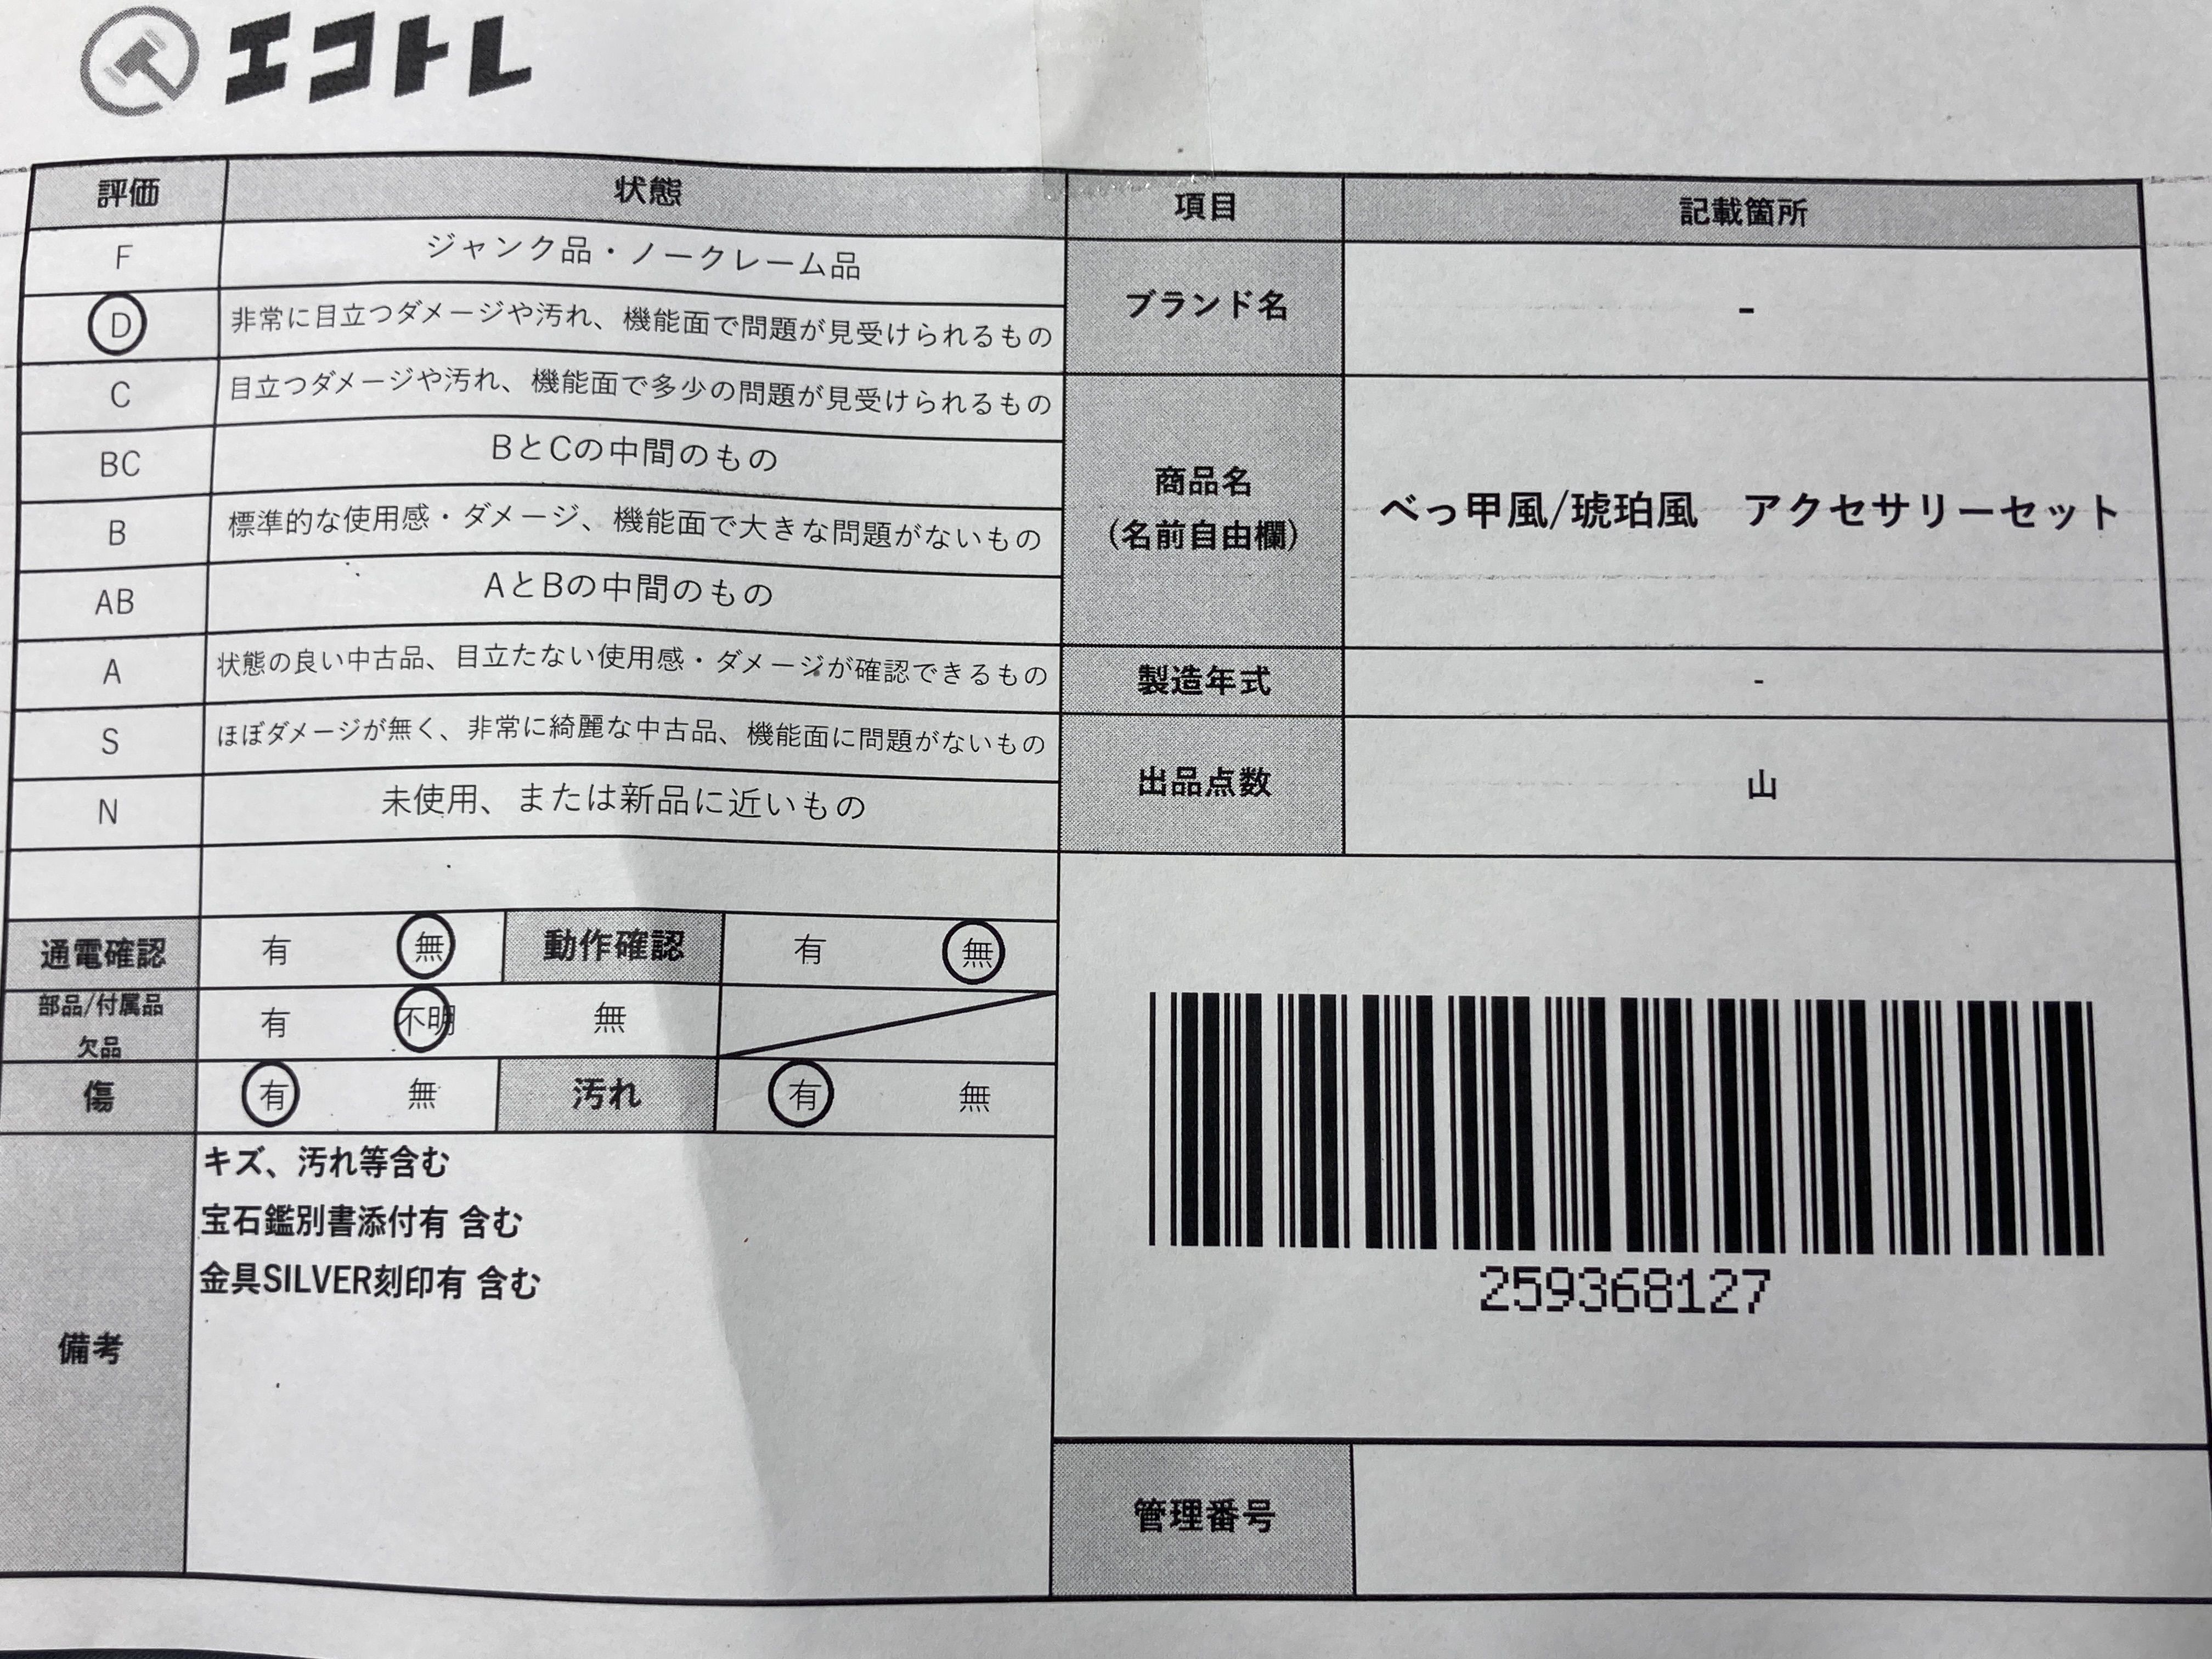 エコトレ
評価 状態 項目 記載箇所
F ジャンク品・ノークレーム品
D 非常に目立つダメージや汚れ、機能面で問題が見受けられるもの
C 目立つダメージや汚れ、機能面で多少の問題が見受けられるもの
BC BとCの中間のもの
B 標準的な使用感・ダメージ、機能面で大きな問題がないもの
AB AとBの中間のもの
A 状態の良い中古品、目立たない使用感・ダメージが確認できるもの
S ほぼダメージが無く、非常に綺麗な中古品、機能面に問題がないもの
N 未使用、または新品に近いもの
ブランド名 -
商品名
(名前自由欄)
べっ甲風/琥珀風 アクセサリーセット
製造年式 -
出品点数 山
通電確認 有 無 動作確認 有 無
部品/付属品
欠品
有 不明 無
傷 有 無 汚れ 有 無
備考
キズ、汚れ等含む
宝石鑑別書添付有 含む
金具SILVER刻印有 含む
259368127
管理番号